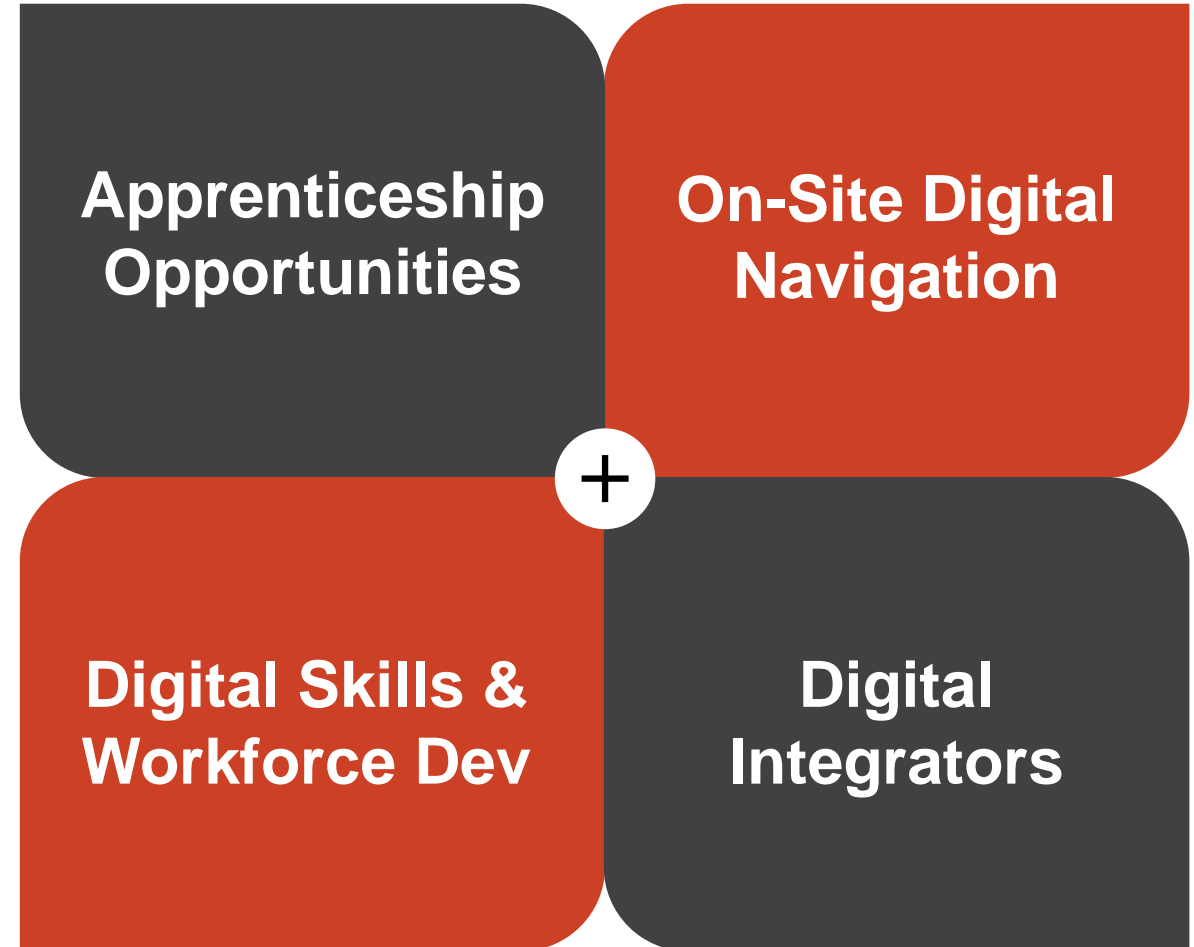 Apprenticeship
Opportunities
On-Site Digital
Navigation
+
Digital Skills &
Workforce Dev
Digital
Integrators